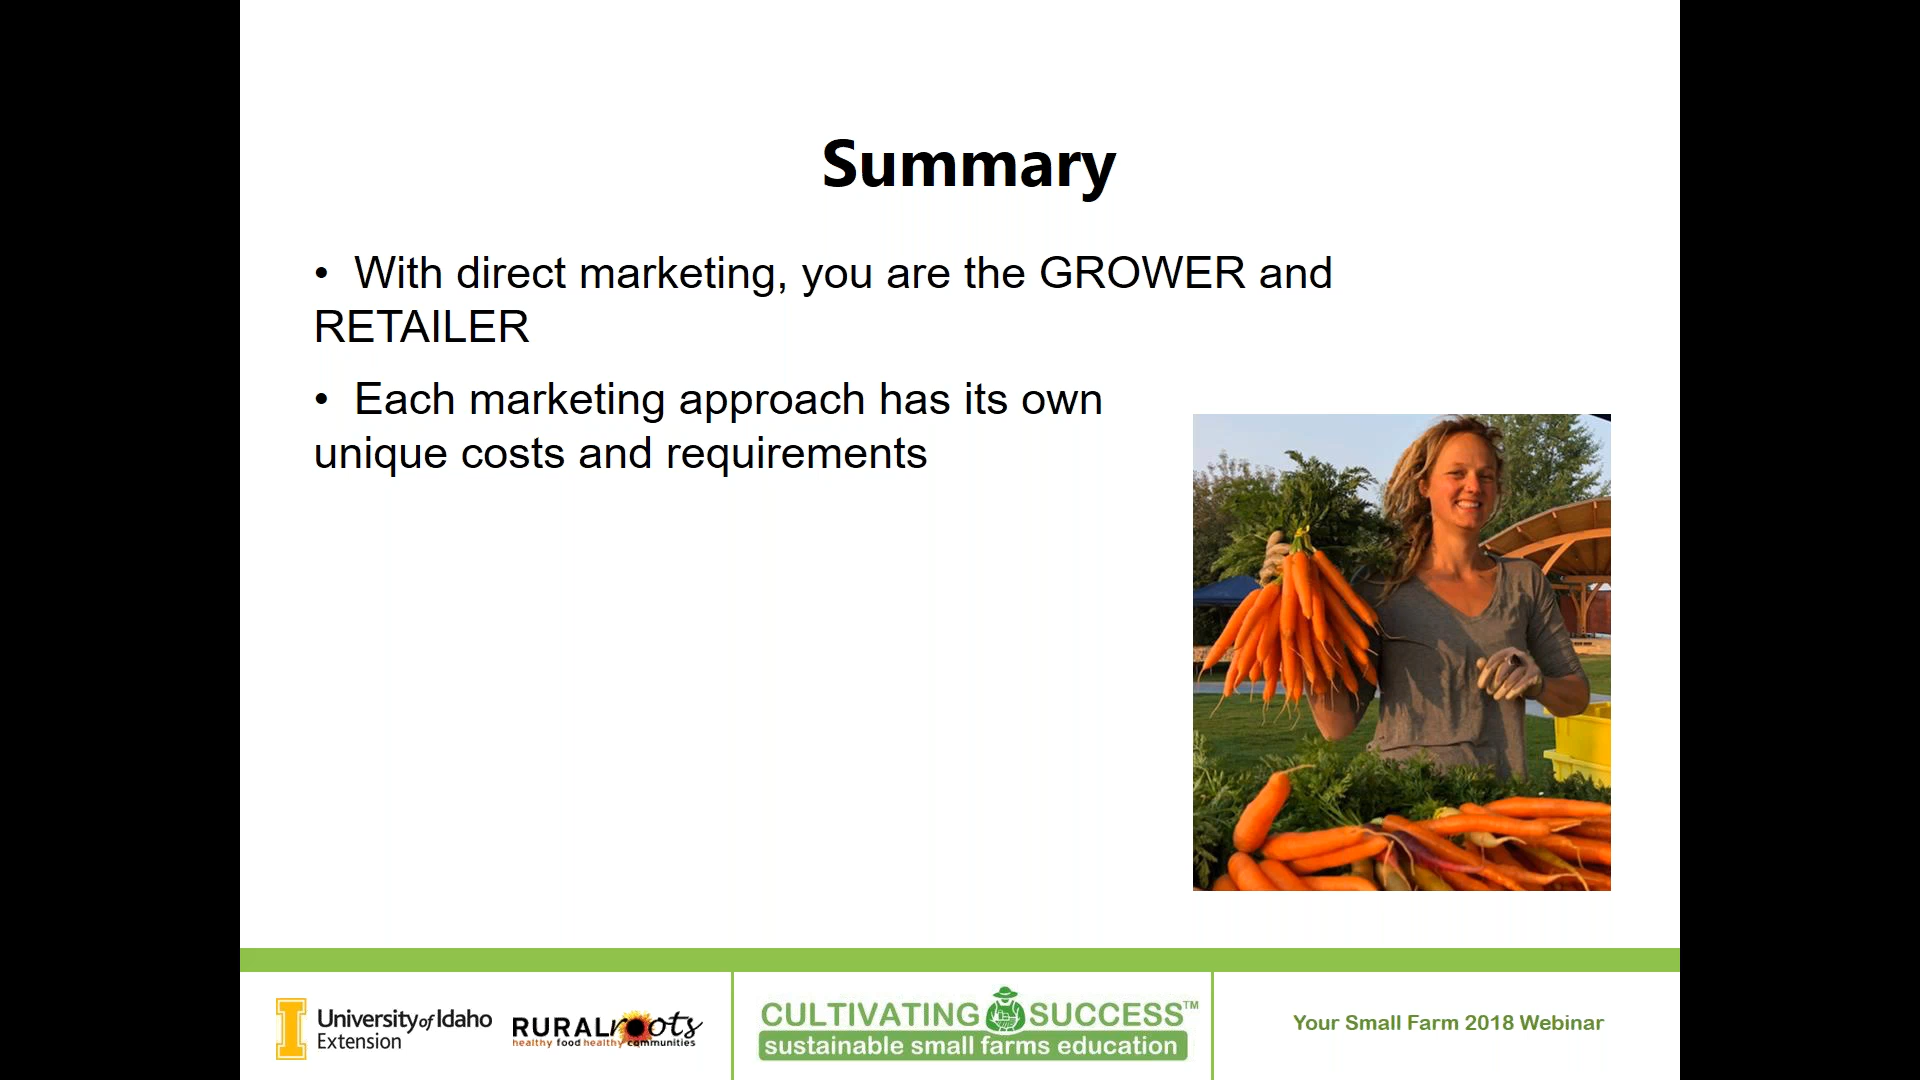 Summary
• With direct marketing, you are the GROWER and
RETAILER
• Each marketing approach has its own
unique costs and requirements
I University of Idaho
Extension
RURAL roots
healthy food healthy communities
CULTIVATING SUCCESS™
sustainable small farms education
Your Small Farm 2018 Webinar